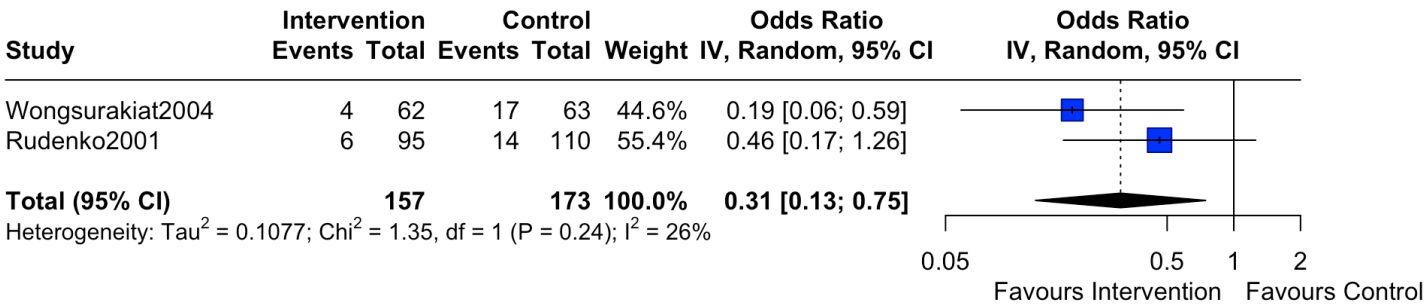 Intervention Control Odds Ratio Odds Ratio
Study Events Total Events Total Weight IV, Random, 95% CI IV, Random, 95% CI
Wongsurakiat2004 4 62 17 63 44.6% 0.19 [0.06; 0.59]
Rudenko2001 6 95 14 110 55.4% 0.46 [0.17; 1.26]
Total (95% CI) 157 173 100.0% 0.31 [0.13; 0.75]
Heterogeneity: Tau² = 0.1077; Chi² = 1.35, df = 1 (P = 0.24); I² = 26%
0.05 0.5 1 2
Favours Intervention Favours Control